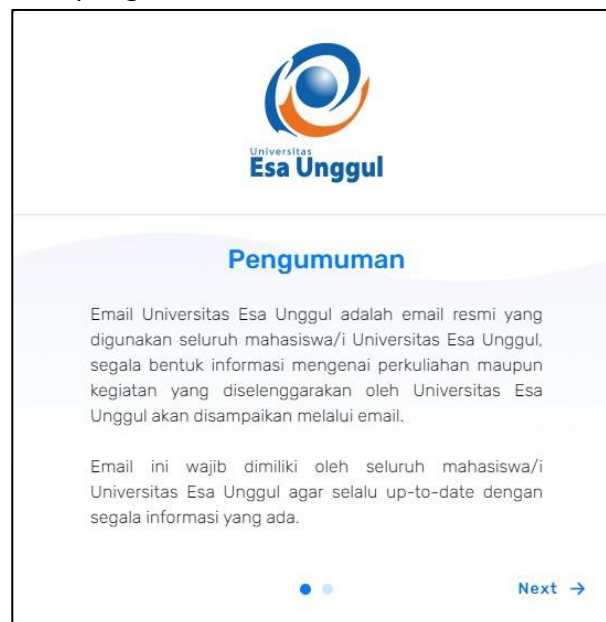 Universitas
Esa Unggul
Pengumuman
Email Universitas Esa Unggul adalah email resmi yang
digunakan seluruh mahasiswa/i Universitas Esa Unggul,
segala bentuk informasi mengenai perkuliahan maupun
kegiatan yang diselenggarakan oleh Universitas Esa
Unggul akan disampaikan melalui email.
Email ini wajib dimiliki oleh seluruh mahasiswa/i
Universitas Esa Unggul agar selalu up-to-date dengan
segala informasi yang ada.
Next →